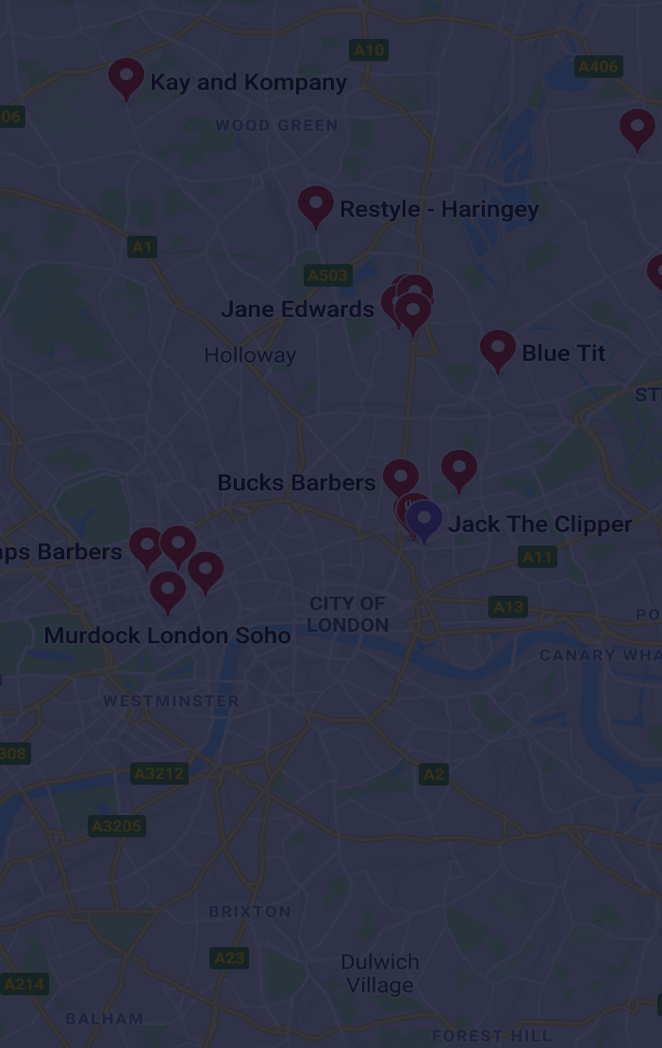 A10
A406
Kay and Kompany
06
WOOD GREEN
Restyle - Haringey
A1
A503
Jane Edwards
Holloway
Blue Tit
ST
Bucks Barbers
Jack The Clipper
ps Barbers
A11
CITY OF
LONDON
A13
PO
Murdock London Soho
CANARY WHA
WESTMINSTER
308
A3212
A2
A3205
BRIXTON
A23
Dulwich
Village
A214
BALHAM
FOREST HILL